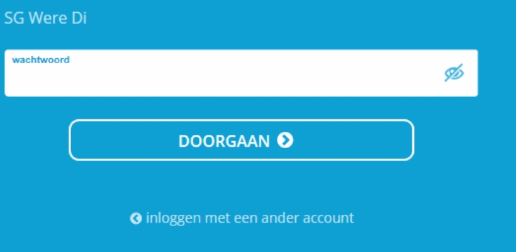 SG Were Di
wachtwoord
DOORGAAN
inloggen met een ander account